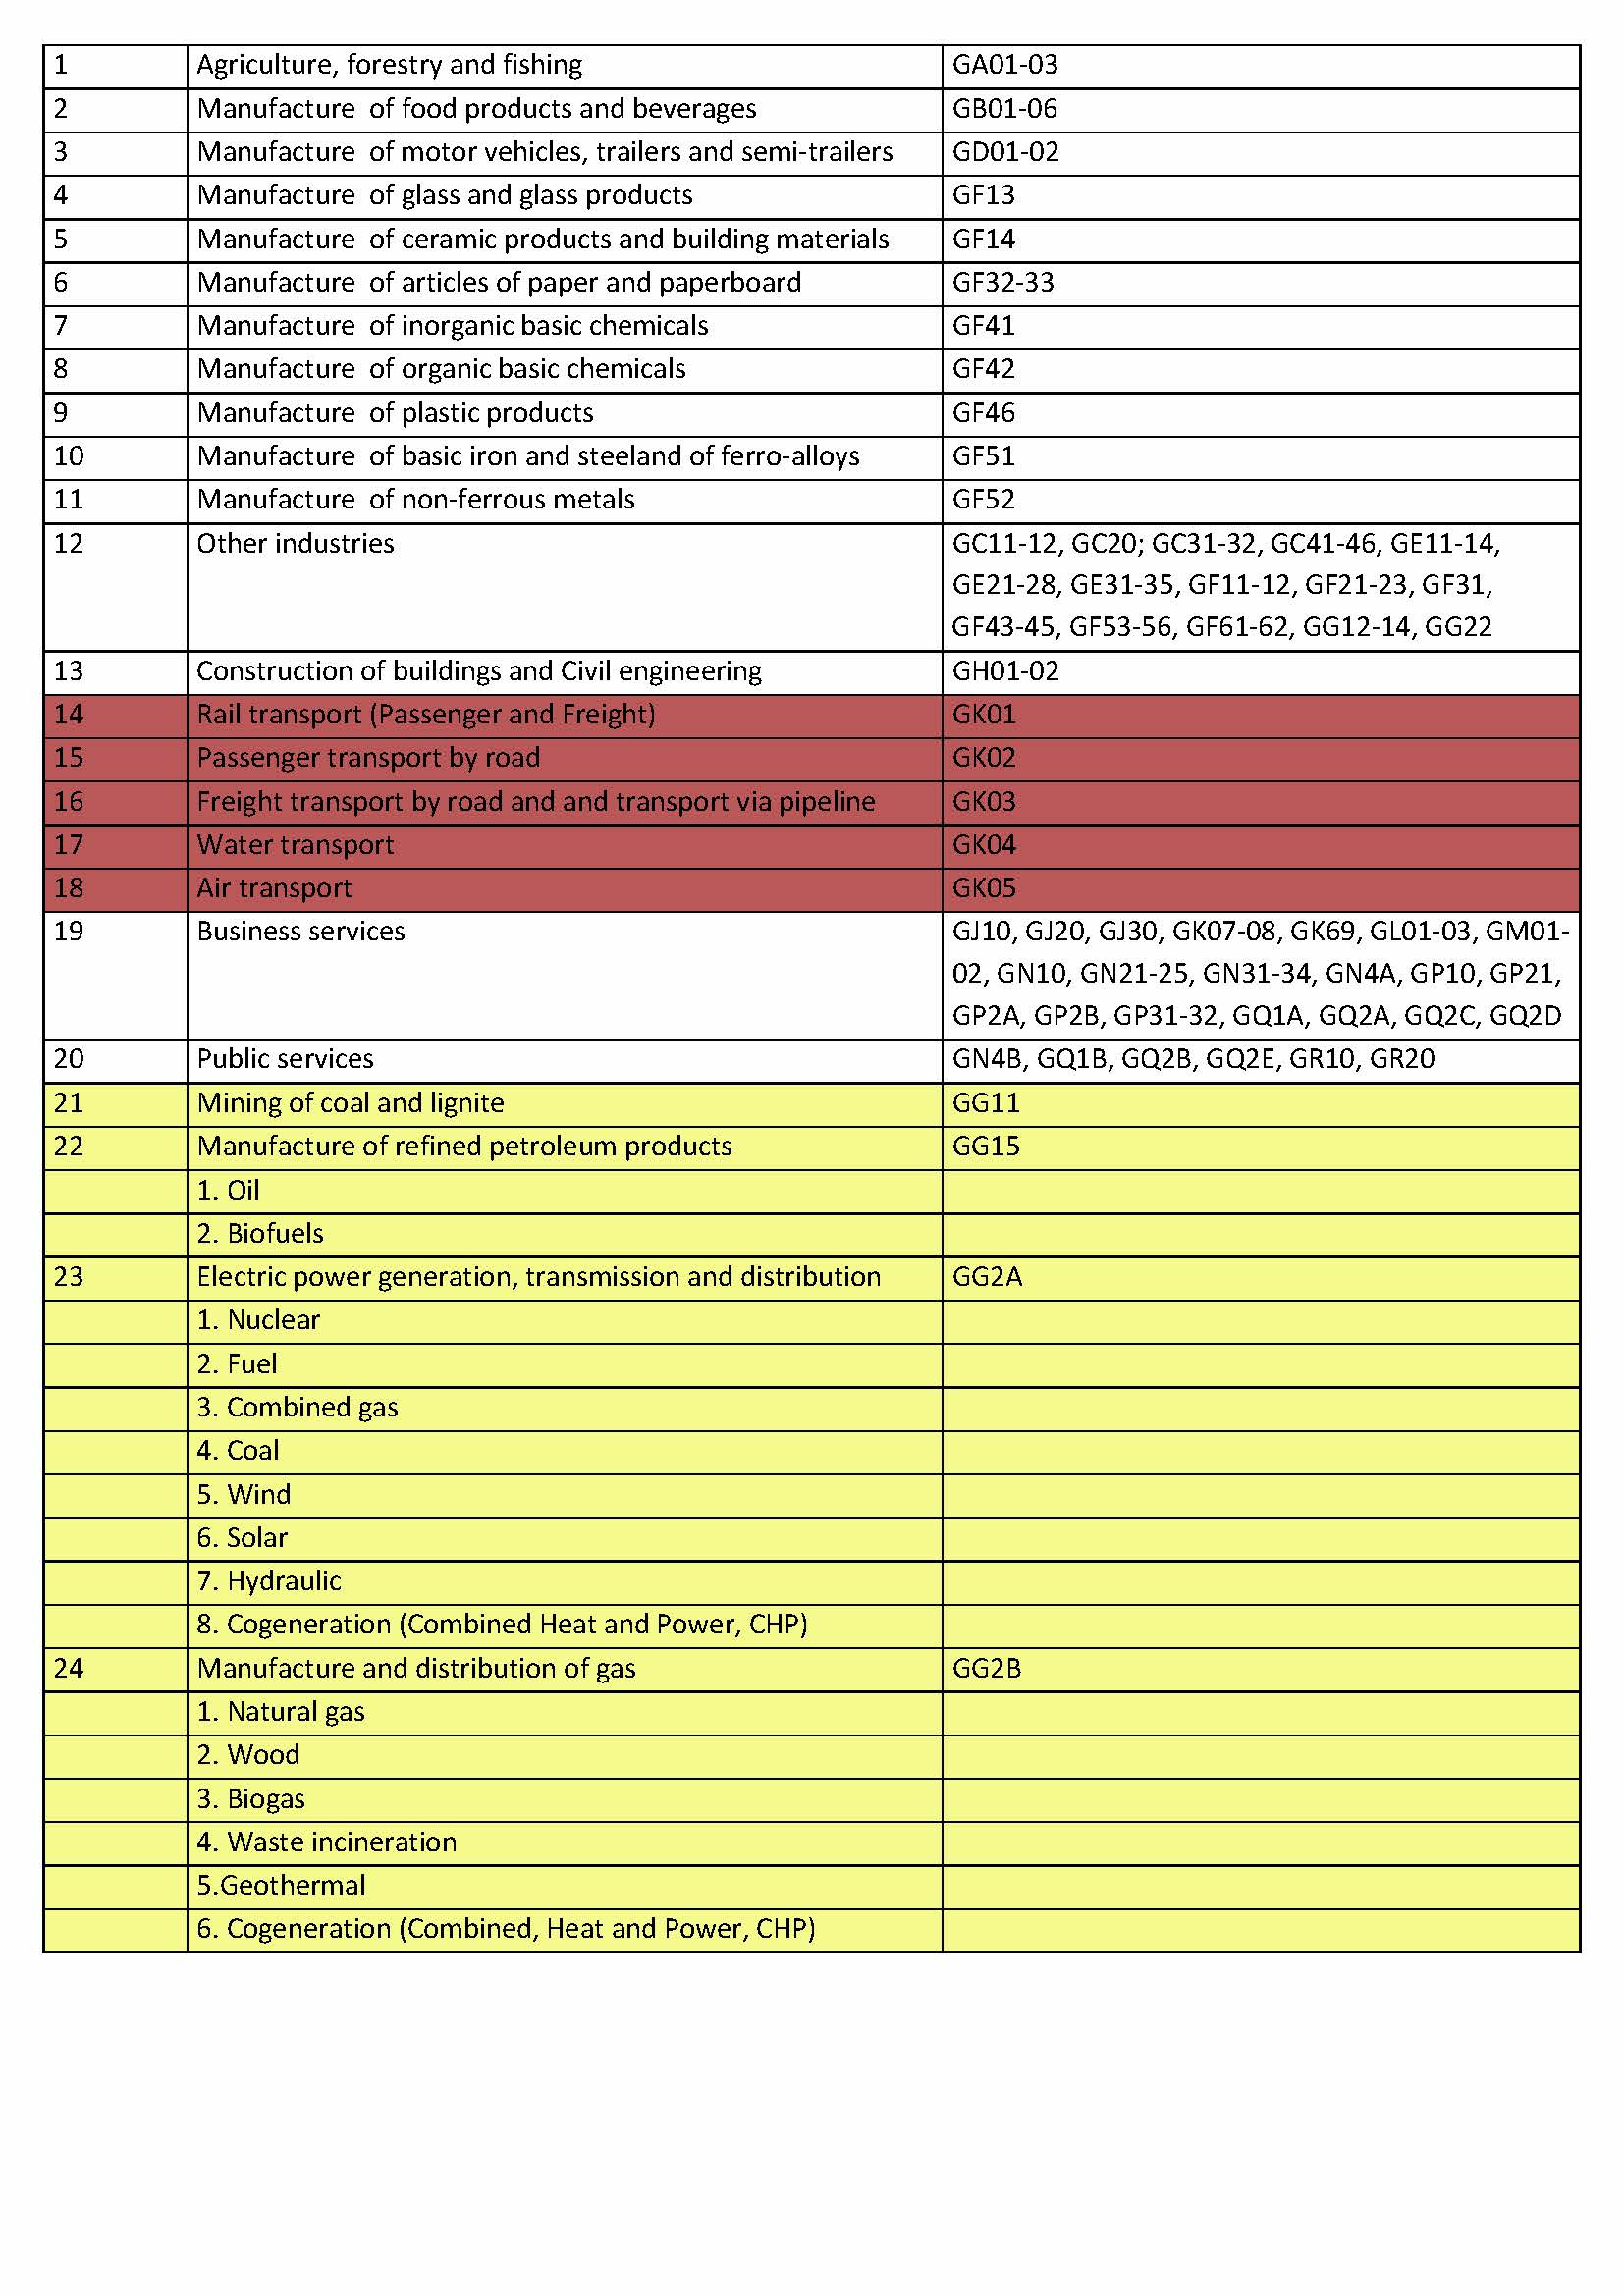 1 Agriculture, forestry and fishing GA01-03
2 Manufacture of food products and beverages GB01-06
3 Manufacture of motor vehicles, trailers and semi-trailers GD01-02
4 Manufacture of glass and glass products GF13
5 Manufacture of ceramic products and building materials GF14
6 Manufacture of articles of paper and paperboard GF32-33
7 Manufacture of inorganic basic chemicals GF41
8 Manufacture of organic basic chemicals GF42
9 Manufacture of plastic products GF46
10 Manufacture of basic iron and steeland of ferro-alloys GF51
11 Manufacture of non-ferrous metals GF52
12 Other industries GC11-12, GC20; GC31-32, GC41-46, GE11-14,
GE21-28, GE31-35, GF11-12, GF21-23, GF31,
GF43-45, GF53-56, GF61-62, GG12-14, GG22
13 Construction of buildings and Civil engineering GH01-02
14 Rail transport (Passenger and Freight) GK01
15 Passenger transport by road GK02
16 Freight transport by road and and transport via pipeline GK03
17 Water transport GK04
18 Air transport GK05
19 Business services GJ10, GJ20, GJ30, GK07-08, GK69, GL01-03, GM01-
02, GN10, GN21-25, GN31-34, GN4A, GP10, GP21,
GP2A, GP2B, GP31-32, GQ1A, GQ2A, GQ2C, GQ2D
20 Public services GN4B, GQ1B, GQ2B, GQ2E, GR10, GR20
21 Mining of coal and lignite GG11
22 Manufacture of refined petroleum products GG15
1. Oil
2. Biofuels
23 Electric power generation, transmission and distribution GG2A
1. Nuclear
2. Fuel
3. Combined gas
4. Coal
5. Wind
6. Solar
7. Hydraulic
8. Cogeneration (Combined Heat and Power, CHP)
24 Manufacture and distribution of gas GG2B
1. Natural gas
2. Wood
3. Biogas
4. Waste incineration
5.Geothermal
6. Cogeneration (Combined, Heat and Power, CHP)